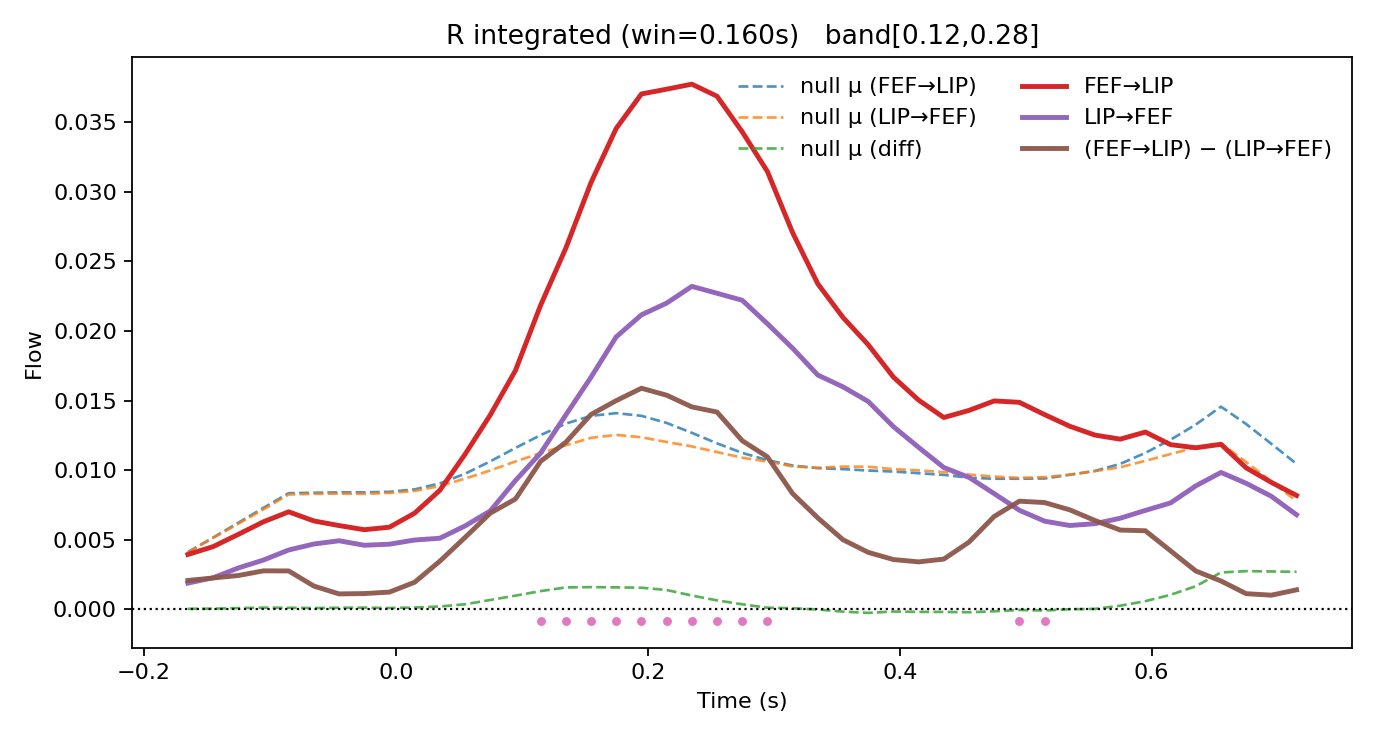 R integrated (win=0.160s)   band[0.12,0.28]
null μ (FEF→LIP)
null μ (LIP→FEF)
null μ (diff)
FEF→LIP
LIP→FEF
(FEF→LIP) − (LIP→FEF)
Flow
0.035
0.030
0.025
0.020
0.015
0.010
0.005
0.000
−0.2
0.0
0.2
0.4
0.6
Time (s)